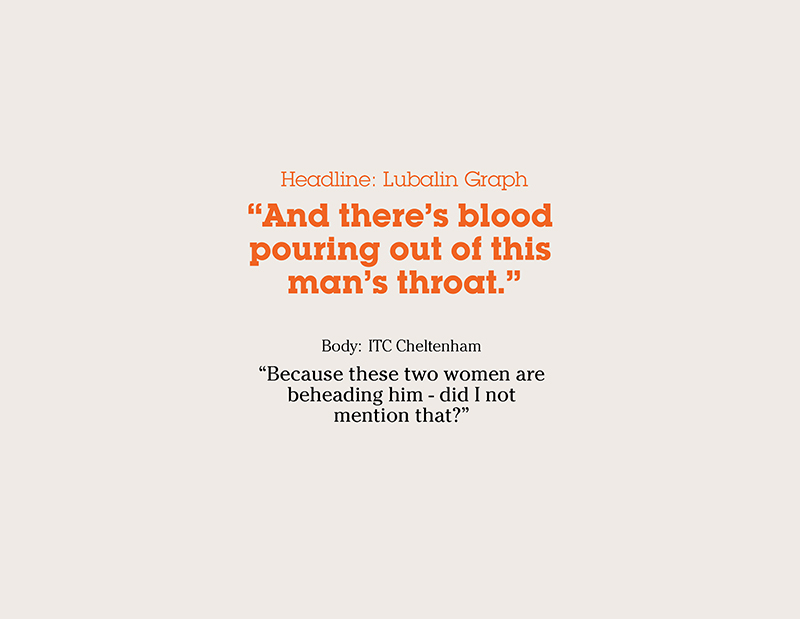 Headline: Lubalin Graph
“And there’s blood
pouring out of this
man’s throat.”
Body: ITC Cheltenham
“Because these two women are
beheading him - did I not
mention that?”